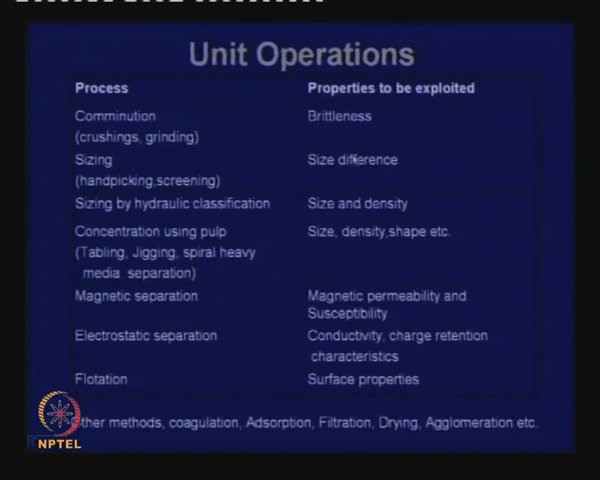 Unit Operations
Process Properties to be exploited
Comminution Brittleness
(crushings, grinding)
Sizing Size difference
(handpicking,screening)
Sizing by hydraulic classification Size and density
Concentration using pulp Size, density,shape etc.
(Tabling, Jigging, spiral heavy
media separation)
Magnetic separation Magnetic permeability and
Susceptibility
Electrostatic separation Conductivity, charge retention
characteristics
Flotation Surface properties
Other methods, coagulation, Adsorption, Filtration, Drying, Agglomeration etc.
NPTEL